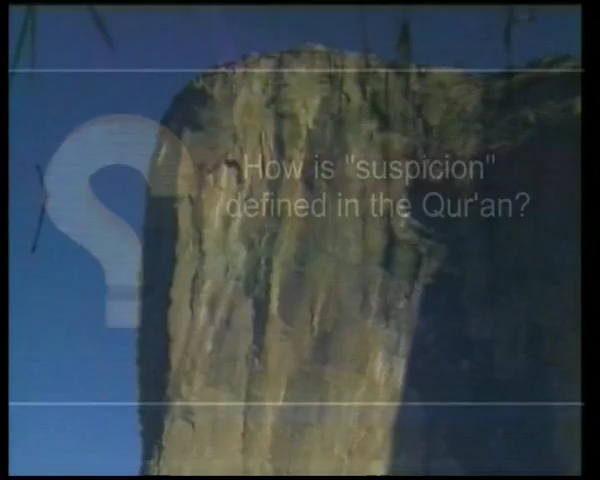 ?
How is "suspicion"
defined in the Qur'an?